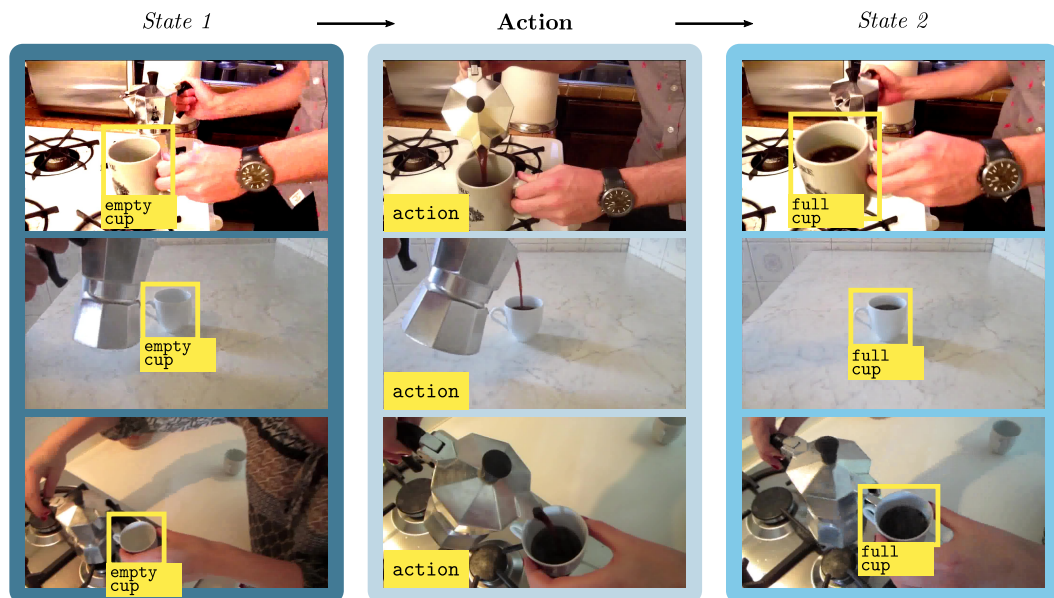 State 1
Action
State 2
empty
cup
action
full
cup
empty
cup
action
full
cup
empty
cup
action
full
cup